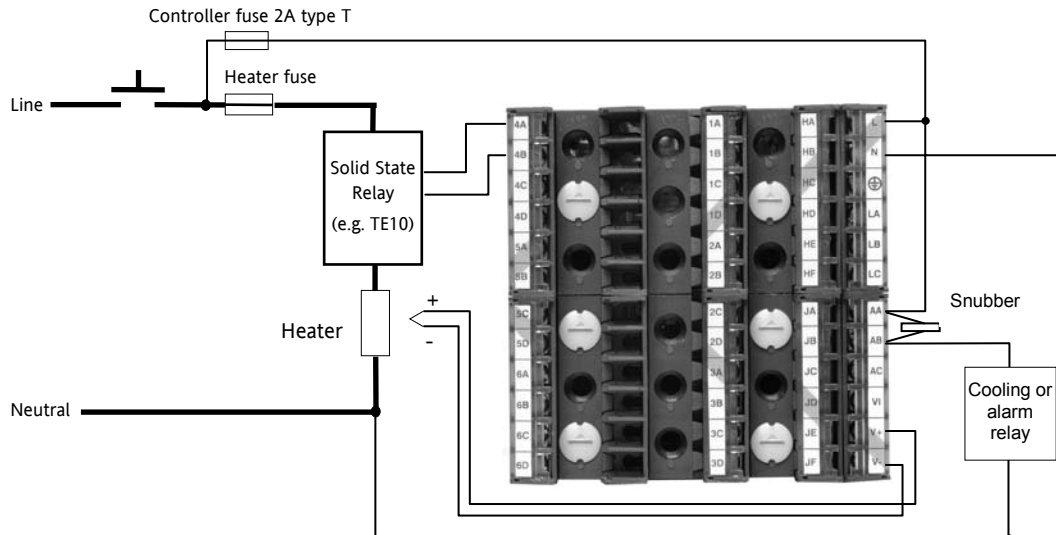 Controller fuse 2A type T
Heater fuse
Line
Solid State
Relay
(e.g. TE10)
Heater
+
-
Neutral
4A
4B
4C
4D
5A
5B
5C
5D
6A
6B
6C
6D
1A
1B
1C
1D
2A
2B
2C
2D
3A
3B
3C
3D
HA
HB
HC
HD
HE
HF
JA
JB
JC
JD
JE
JF
L
N
LA
LB
LC
AA
AB
AC
VI
V+
V-
Snubber
Cooling or
alarm
relay